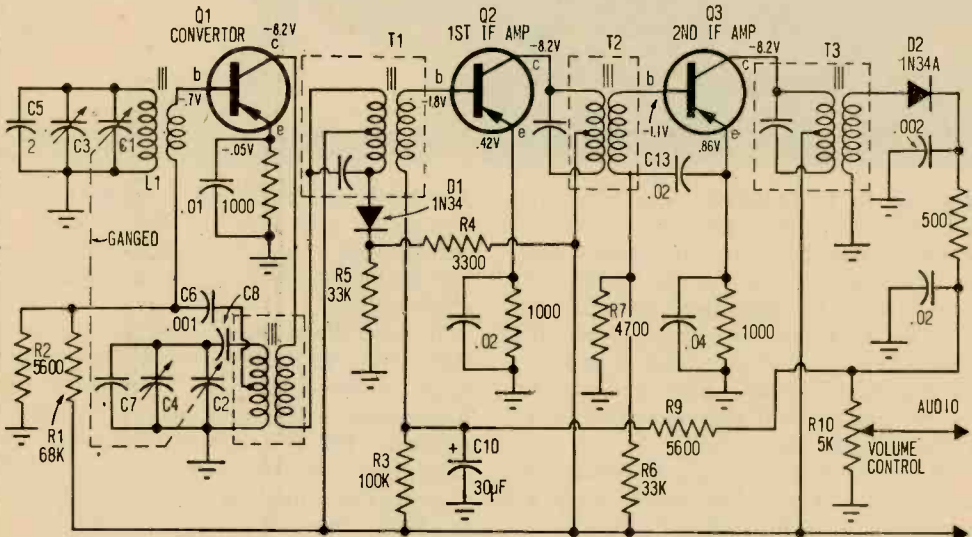 Q1
CONVERTOR
-8.2V
c
b
-.7V
e
-.05V
.01
1000
C5
2
C3
C1
L1
GANGED
T1
D1
1N34
R4
3300
R5
33K
Q2
1ST IF AMP
-8.2V
c
b
-1.8V
e
.42V
.02
1000
T2
Q3
2ND IF AMP
-8.2V
c
b
-1.1V
e
.86V
C13
.02
R7
4700
.04
1000
T3
D2
1N34A
.002
500
.02
C6
.001
C8
R2
5600
R1
68K
C7
C4
C2
R3
100K
+
C10
30µF
R9
5600
R6
33K
R10
5K
VOLUME
CONTROL
AUDIO